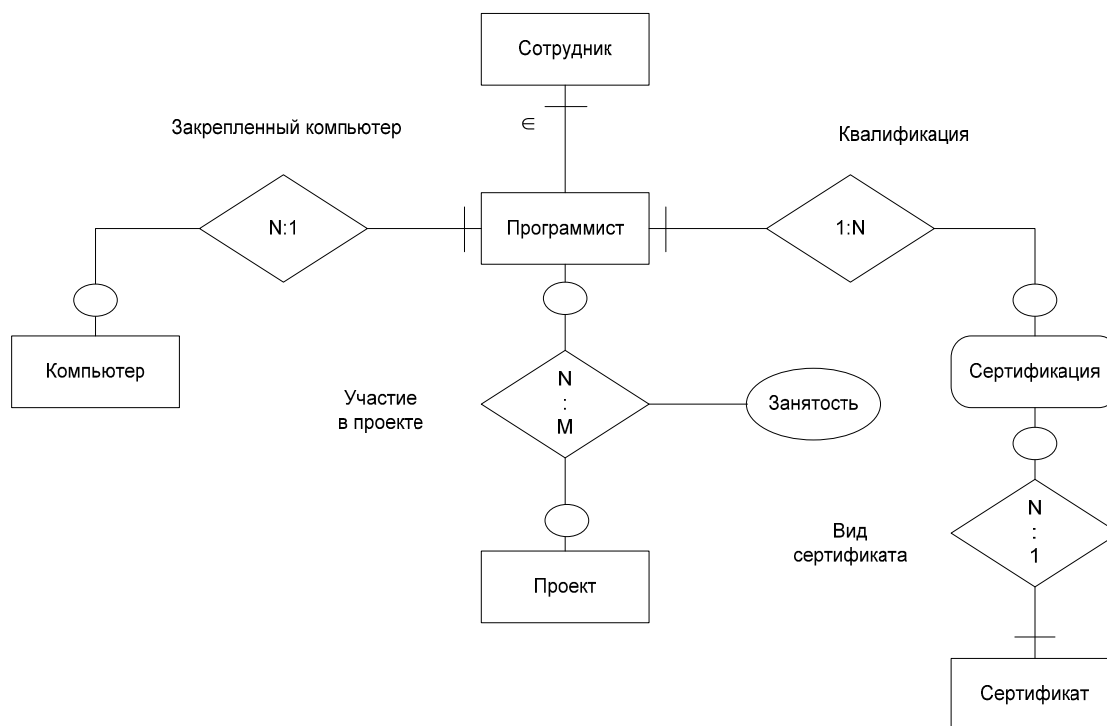 Сотрудник
∈
Закрепленный компьютер
Квалификация
N:1
Программист
1:N
Компьютер
Сертификация
Участие
в проекте
N
:
M
Занятость
Проект
Вид
сертификата
N
:
1
Сертификат